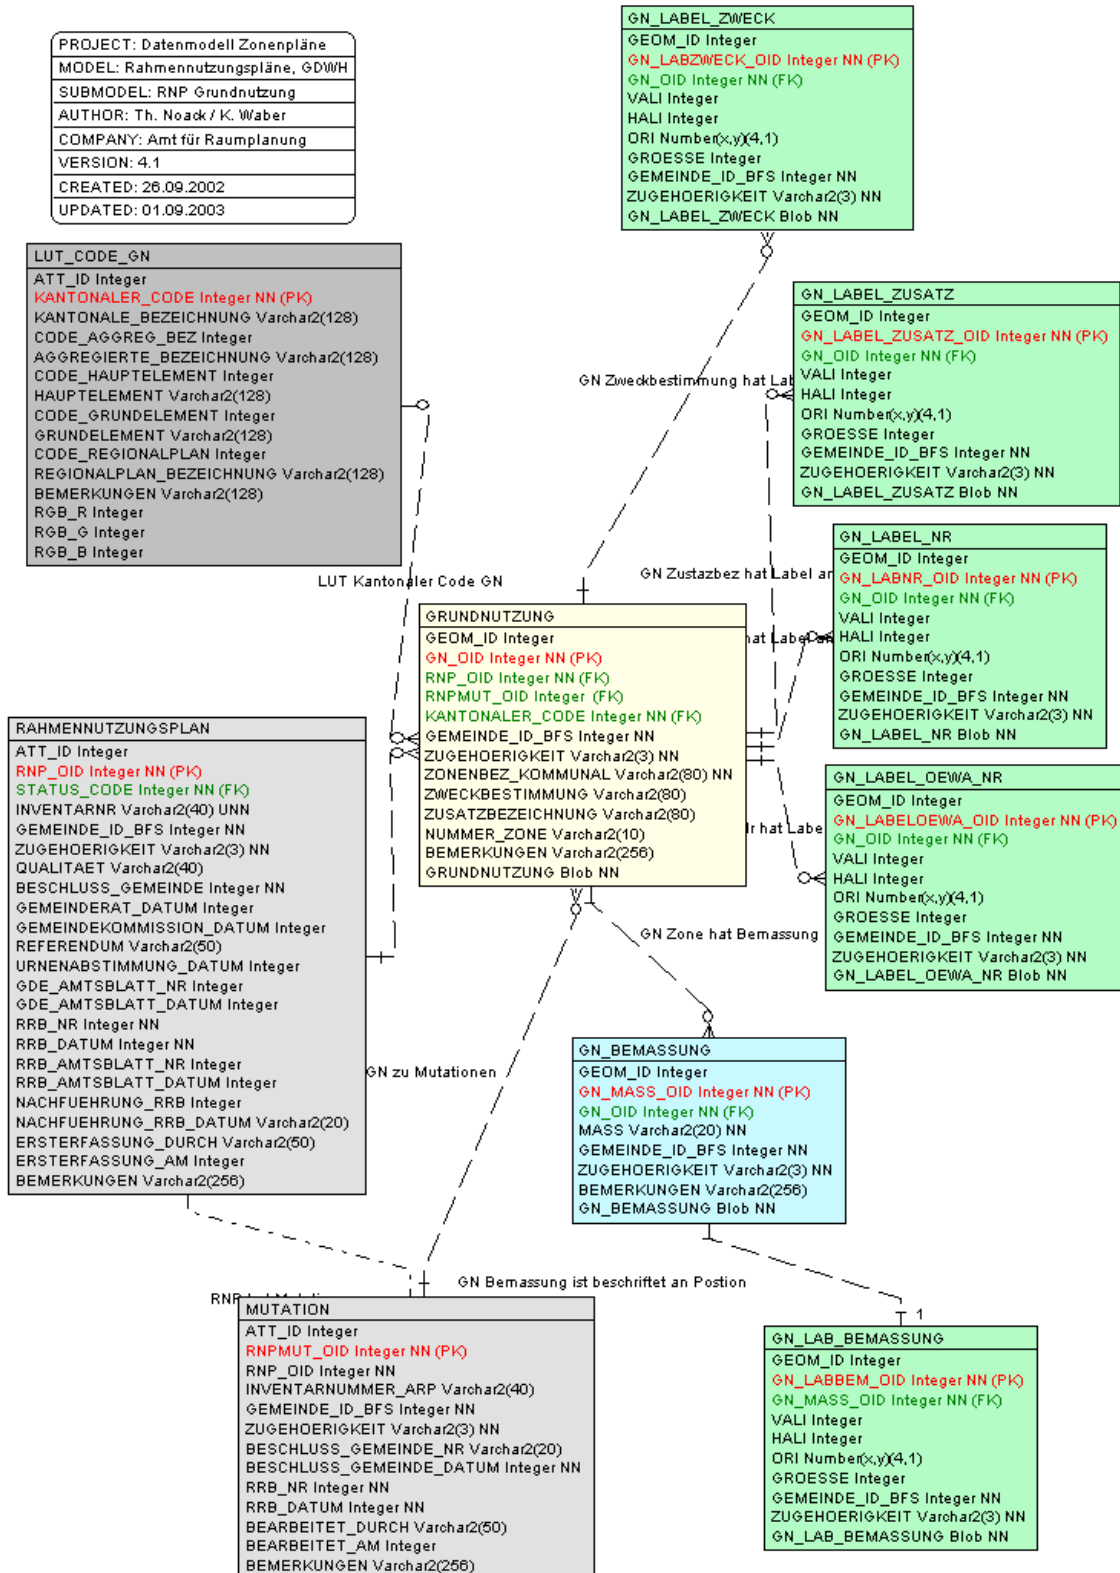 PROJECT: Datenmodell Zonenpläne
MODEL: Rahmennutzungspläne, GDWH
SUBMODEL: RNP Grundnutzung
AUTHOR: Th. Noack / K. Waber
COMPANY: Amt für Raumplanung
VERSION: 4.1
CREATED: 26.09.2002
UPDATED: 01.09.2003
GN_LABEL_ZWECK
GEOM_ID Integer
GN_LABZWECK_OID Integer NN (PK)
GN_OID Integer NN (FK)
VALI Integer
HALI Integer
ORI Number(x,y)(4,1)
GROESSE Integer
GEMEINDE_ID_BFS Integer NN
ZUGEHOERIGKEIT Varchar2(3) NN
GN_LABEL_ZWECK Blob NN
LUT_CODE_GN
ATT_ID Integer
KANTONALER_CODE Integer NN (PK)
KANTONALE_BEZEICHNUNG Varchar2(128)
CODE_AGGREG_BEZ Integer
AGGREGIERTE_BEZEICHNUNG Varchar2(128)
CODE_HAUPTELEMENT Integer
HAUPTELEMENT Varchar2(128)
CODE_GRUNDELEMENT Integer
GRUNDELEMENT Varchar2(128)
CODE_REGIONALPLAN Integer
REGIONALPLAN_BEZEICHNUNG Varchar2(128)
BEMERKUNGEN Varchar2(128)
RGB_R Integer
RGB_G Integer
RGB_B Integer
GN_LABEL_ZUSATZ
GEOM_ID Integer
GN_LABEL_ZUSATZ_OID Integer NN (PK)
GN_OID Integer NN (FK)
VALI Integer
HALI Integer
ORI Number(x,y)(4,1)
GROESSE Integer
GEMEINDE_ID_BFS Integer NN
ZUGEHOERIGKEIT Varchar2(3) NN
GN_LABEL_ZUSATZ Blob NN
GN Zweckbestimmung hat Lab
GN_LABEL_NR
GEOM_ID Integer
GN_LABNR_OID Integer NN (PK)
GN_OID Integer NN (FK)
VALI Integer
HALI Integer
ORI Number(x,y)(4,1)
GROESSE Integer
GEMEINDE_ID_BFS Integer NN
ZUGEHOERIGKEIT Varchar2(3) NN
GN_LABEL_NR Blob NN
LUT Kantonaler Code GN
GN Zustazbez hat Label an
hat Label an
GRUNDNUTZUNG
GEOM_ID Integer
GN_OID Integer NN (PK)
RNP_OID Integer NN (FK)
RNPMUT_OID Integer (FK)
KANTONALER_CODE Integer NN (FK)
GEMEINDE_ID_BFS Integer NN
ZUGEHOERIGKEIT Varchar2(3) NN
ZONENBEZ_KOMMUNAL Varchar2(80) NN
ZWECKBESTIMMUNG Varchar2(80)
ZUSATZBEZEICHNUNG Varchar2(80)
NUMMER_ZONE Varchar2(10)
BEMERKUNGEN Varchar2(256)
GRUNDNUTZUNG Blob NN
RAHMENNUTZUNGSPLAN
ATT_ID Integer
RNP_OID Integer NN (PK)
STATUS_CODE Integer NN (FK)
INVENTARNR Varchar2(40) UNN
GEMEINDE_ID_BFS Integer NN
ZUGEHOERIGKEIT Varchar2(3) NN
QUALITAET Varchar2(40)
BESCHLUSS_GEMEINDE Integer NN
GEMEINDERAT_DATUM Integer
GEMEINDEKOMMISSION_DATUM Integer
REFERENDUM Varchar2(50)
URNENABSTIMMUNG_DATUM Integer
GDE_AMTSBLATT_NR Integer
GDE_AMTSBLATT_DATUM Integer
RRB_NR Integer NN
RRB_DATUM Integer NN
RRB_AMTSBLATT_NR Integer
RRB_AMTSBLATT_DATUM Integer
NACHFUEHRUNG_RRB Integer
NACHFUEHRUNG_RRB_DATUM Varchar2(20)
ERSTERFASSUNG_DURCH Varchar2(50)
ERSTERFASSUNG_AM Integer
BEMERKUNGEN Varchar2(256)
GN_LABEL_OEWA_NR
GEOM_ID Integer
GN_LABELOEWA_OID Integer NN (PK)
GN_OID Integer NN (FK)
VALI Integer
HALI Integer
ORI Number(x,y)(4,1)
GROESSE Integer
GEMEINDE_ID_BFS Integer NN
ZUGEHOERIGKEIT Varchar2(3) NN
GN_LABEL_OEWA_NR Blob NN
hat Label
GN Zone hat Bemassung
GN zu Mutationen
GN_BEMASSUNG
GEOM_ID Integer
GN_MASS_OID Integer NN (PK)
GN_OID Integer NN (FK)
MASS Varchar2(20) NN
GEMEINDE_ID_BFS Integer NN
ZUGEHOERIGKEIT Varchar2(3) NN
BEMERKUNGEN Varchar2(256)
GN_BEMASSUNG Blob NN
GN Bemassung ist beschriftet an Postion
1
MUTATION
ATT_ID Integer
RNPMUT_OID Integer NN (PK)
RNP_OID Integer NN
INVENTARNUMMER_ARP Varchar2(40)
GEMEINDE_ID_BFS Integer NN
ZUGEHOERIGKEIT Varchar2(3) NN
BESCHLUSS_GEMEINDE_NR Varchar2(20)
BESCHLUSS_GEMEINDE_DATUM Integer NN
RRB_NR Integer NN
RRB_DATUM Integer NN
BEARBEITET_DURCH Varchar2(50)
BEARBEITET_AM Integer
BEMERKUNGEN Varchar2(256)
GN_LAB_BEMASSUNG
GEOM_ID Integer
GN_LABBEM_OID Integer NN (PK)
GN_MASS_OID Integer NN (FK)
VALI Integer
HALI Integer
ORI Number(x,y)(4,1)
GROESSE Integer
GEMEINDE_ID_BFS Integer NN
ZUGEHOERIGKEIT Varchar2(3) NN
GN_LAB_BEMASSUNG Blob NN